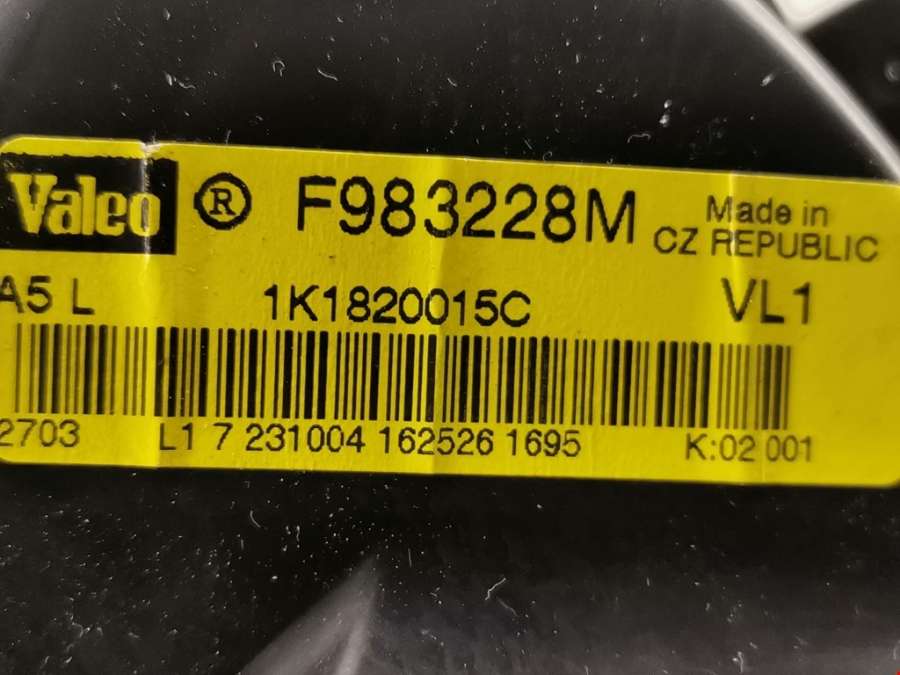 Valeo ® F983228M Made in
CZ REPUBLIC
A5 L 1K1820015C VL1
2703 L1 7 231004 162526 1695 K:02 001